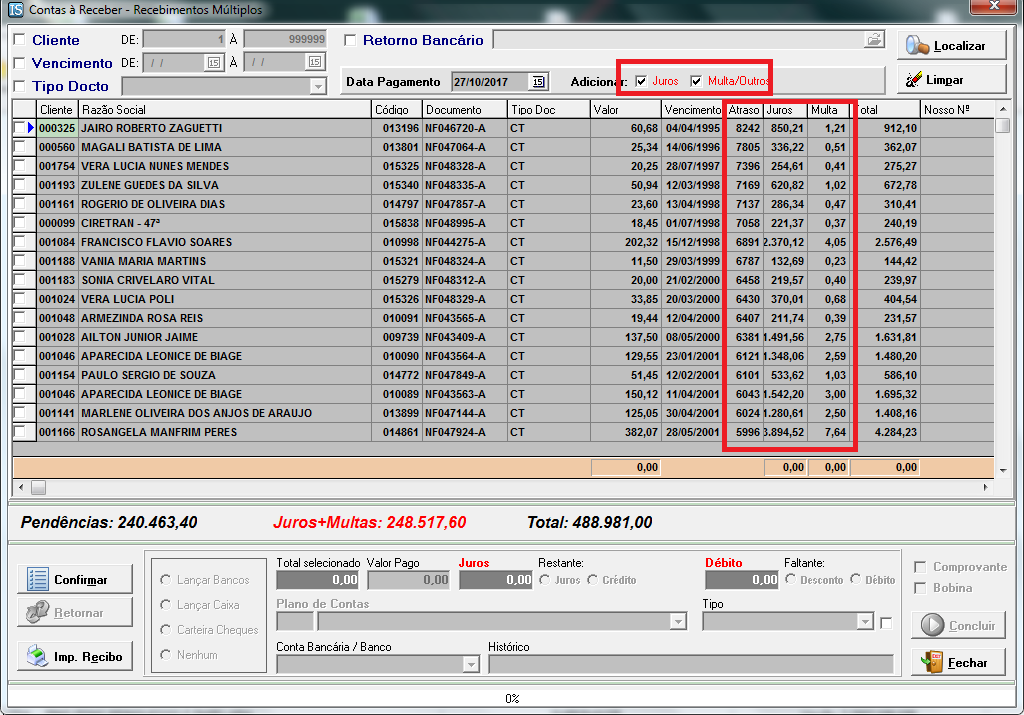 IS Contas à Receber - Recebimentos Múltiplos
Cliente DE: 1 À 999999 Retorno Bancário Localizar
Vencimento DE: / / 15 À / / 15
Tipo Docto Data Pagamento 27/10/2017 15 Adicionar: Juros Multa/Outros Limpar
Cliente Razão Social Código Documento Tipo Doc Valor Vencimento Atraso Juros Multa Total Nosso Nº
000325 JAIRO ROBERTO ZAGUETTI 013196 NF046720-A CT 60,68 04/04/1995 8242 850,21 1,21 912,10
000560 MAGALI BATISTA DE LIMA 013801 NF047064-A CT 25,34 14/06/1996 7805 336,22 0,51 362,07
001754 VERA LUCIA NUNES MENDES 015325 NF048328-A CT 20,25 28/07/1997 7396 254,61 0,41 275,27
001193 ZULENE GUEDES DA SILVA 015340 NF048335-A CT 50,94 12/03/1998 7169 620,82 1,02 672,78
001161 ROGERIO DE OLIVEIRA DIAS 014797 NF047857-A CT 23,60 13/04/1998 7137 286,34 0,47 310,41
000099 CIRETRAN - 47ª 015838 NF048995-A CT 18,45 01/07/1998 7058 221,37 0,37 240,19
001084 FRANCISCO FLAVIO SOARES 010998 NF044275-A CT 202,32 15/12/1998 6891 2.370,12 4,05 2.576,49
001188 VANIA MARIA MARTINS 015321 NF048324-A CT 11,50 29/03/1999 6787 132,69 0,23 144,42
001183 SONIA CRIVELARO VITAL 015279 NF048312-A CT 20,00 21/02/2000 6458 219,57 0,40 239,97
001024 VERA LUCIA POLI 015326 NF048329-A CT 33,85 20/03/2000 6430 370,01 0,68 404,54
001048 ARMEZINDA ROSA REIS 010091 NF043565-A CT 19,44 12/04/2000 6407 211,74 0,39 231,57
001028 AILTON JUNIOR JAIME 009739 NF043409-A CT 137,50 08/05/2000 6381 1.491,56 2,75 1.631,81
001046 APARECIDA LEONICE DE BIAGE 010090 NF043564-A CT 129,55 23/01/2001 6121 1.348,06 2,59 1.480,20
001154 PAULO SERGIO DE SOUZA 014772 NF047849-A CT 51,45 12/02/2001 6101 533,62 1,03 586,10
001046 APARECIDA LEONICE DE BIAGE 010089 NF043563-A CT 150,12 11/04/2001 6043 1.542,20 3,00 1.695,32
001141 MARLENE OLIVEIRA DOS ANJOS DE ARAUJO 013899 NF047144-A CT 125,05 30/04/2001 6024 1.280,61 2,50 1.408,16
001166 ROSANGELA MANFRIM PERES 014861 NF047924-A CT 382,07 28/05/2001 5996 3.894,52 7,64 4.284,23
0,00 0,00 0,00 0,00
Pendências: 240.463,40 Juros+Multas: 248.517,60 Total: 488.981,00
Confirmar
Retornar
Imp. Recibo
Lançar Bancos
Lançar Caixa
Carteira Cheques
Nenhum
Total selecionado Valor Pago Juros Restante: Débito Faltante:
0,00 0,00 0,00 Juros Crédito 0,00 Desconto Débito
Plano de Contas Tipo
Conta Bancária / Banco Histórico
Comprovante
Bobina
Concluir
Fechar
0%